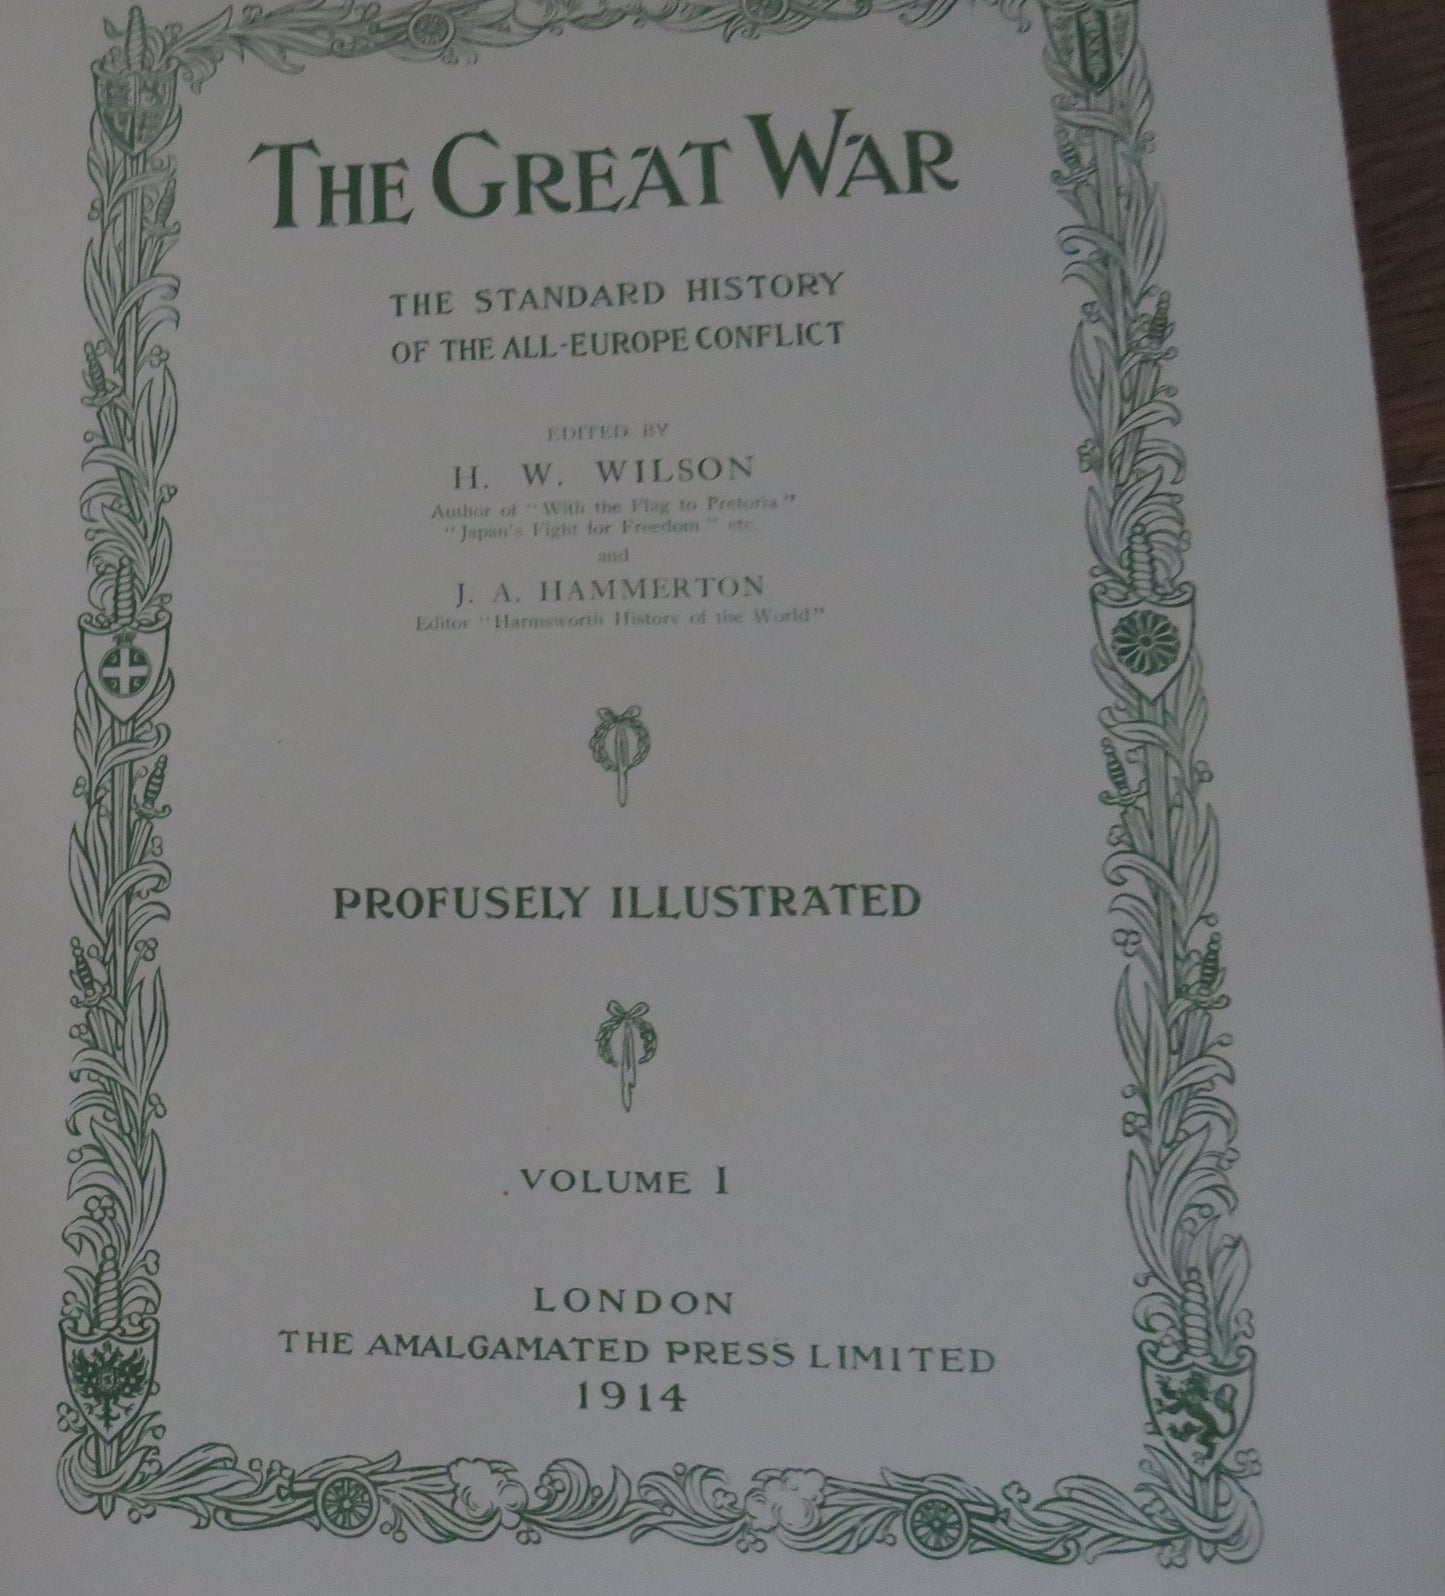 THE GREAT WAR
THE STANDARD HISTORY
OF THE ALL-EUROPE CONFLICT
EDITED BY
H. W. WILSON
Author of "With the Flag to Pretoria"
"Japan's Fight for Freedom" etc.
and
J. A. HAMMERTON
Editor "Harmsworth History of the World"
PROFUSELY ILLUSTRATED
VOLUME I
LONDON
THE AMALGAMATED PRESS LIMITED
1914